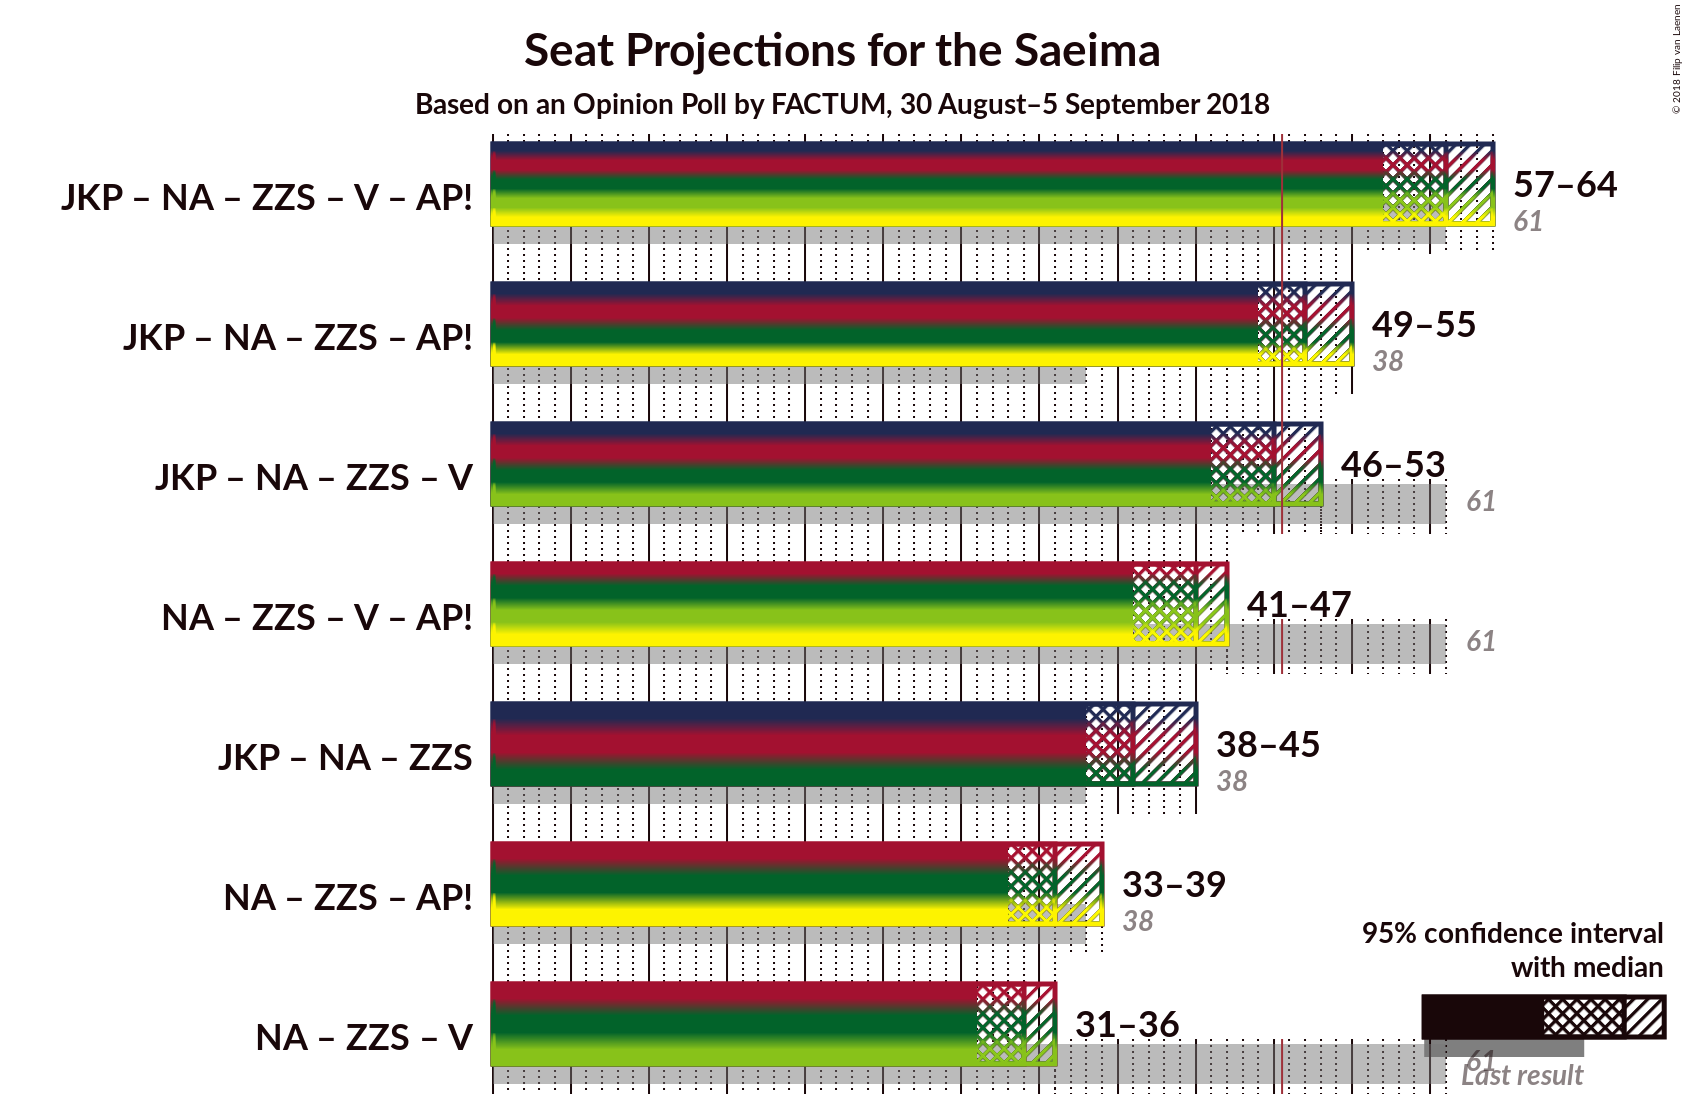 Seat Projections for the Saeima
Based on an Opinion Poll by FACTUM, 30 August–5 September 2018
© 2018 Filip van Laenen
JKP – NA – ZZS – V – AP!
57–64
61
JKP – NA – ZZS – AP!
49–55
38
JKP – NA – ZZS – V
46–53
61
NA – ZZS – V – AP!
41–47
61
JKP – NA – ZZS
38–45
38
NA – ZZS – AP!
33–39
38
NA – ZZS – V
31–36
61
95% confidence interval
with median
Last result